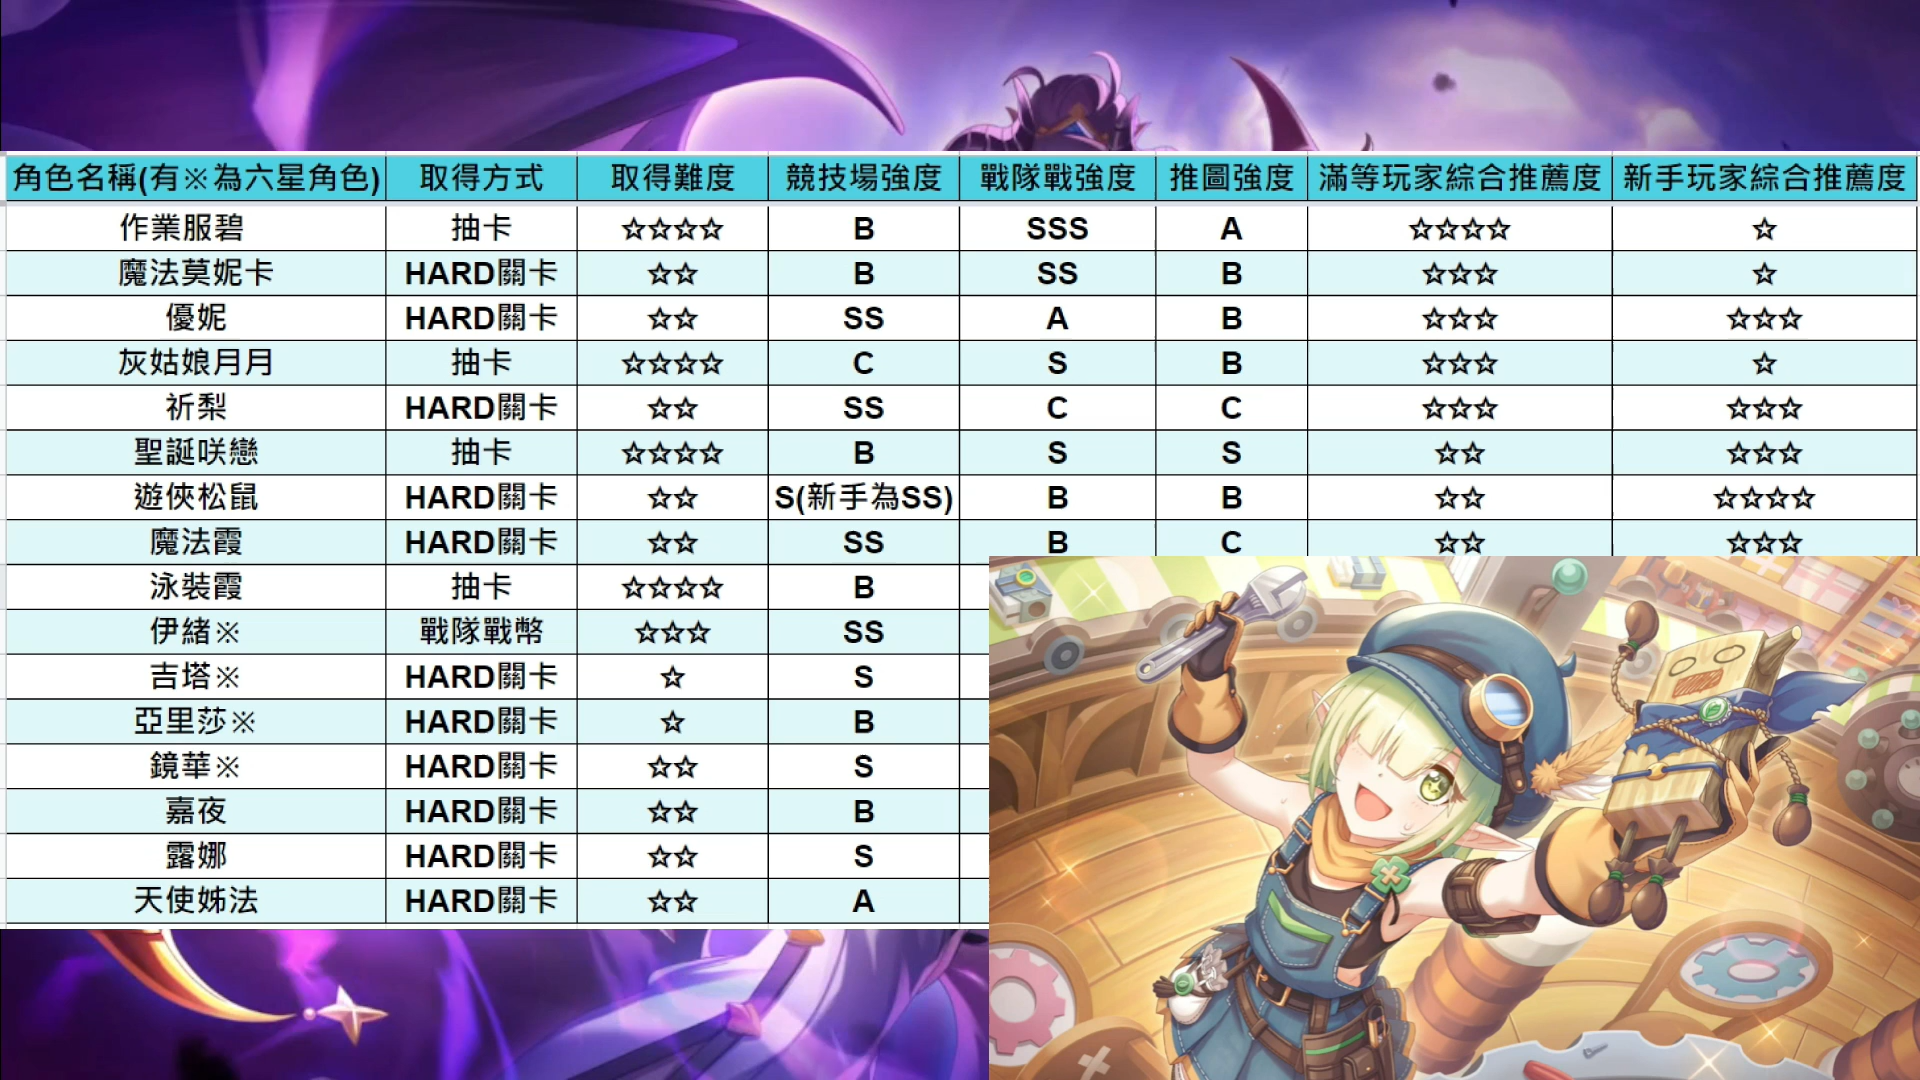 角色名稱(有※為六星角色) 取得方式 取得難度 競技場強度 戰隊戰強度 推圖強度 滿等玩家綜合推薦度 新手玩家綜合推薦度
作業服碧 抽卡 ☆☆☆☆ B SSS A ☆☆☆☆ ☆
魔法莫妮卡 HARD關卡 ☆☆ B SS B ☆☆☆ ☆
優妮 HARD關卡 ☆☆ SS A B ☆☆☆ ☆☆☆
灰姑娘月月 抽卡 ☆☆☆☆ C S B ☆☆☆ ☆
祈梨 HARD關卡 ☆☆ SS C C ☆☆☆ ☆☆☆
聖誕咲戀 抽卡 ☆☆☆☆ B S S ☆☆ ☆☆☆
遊俠松鼠 HARD關卡 ☆☆ S(新手為SS) B B ☆☆ ☆☆☆☆
魔法霞 HARD關卡 ☆☆ SS B C ☆☆ ☆☆☆
泳裝霞 抽卡 ☆☆☆☆ B
伊緒※ 戰隊戰幣 ☆☆☆ SS
吉塔※ HARD關卡 ☆ S
亞里莎※ HARD關卡 ☆ B
鏡華※ HARD關卡 ☆☆ S
嘉夜 HARD關卡 ☆☆ B
露娜 HARD關卡 ☆☆ S
天使姊法 HARD關卡 ☆☆ A